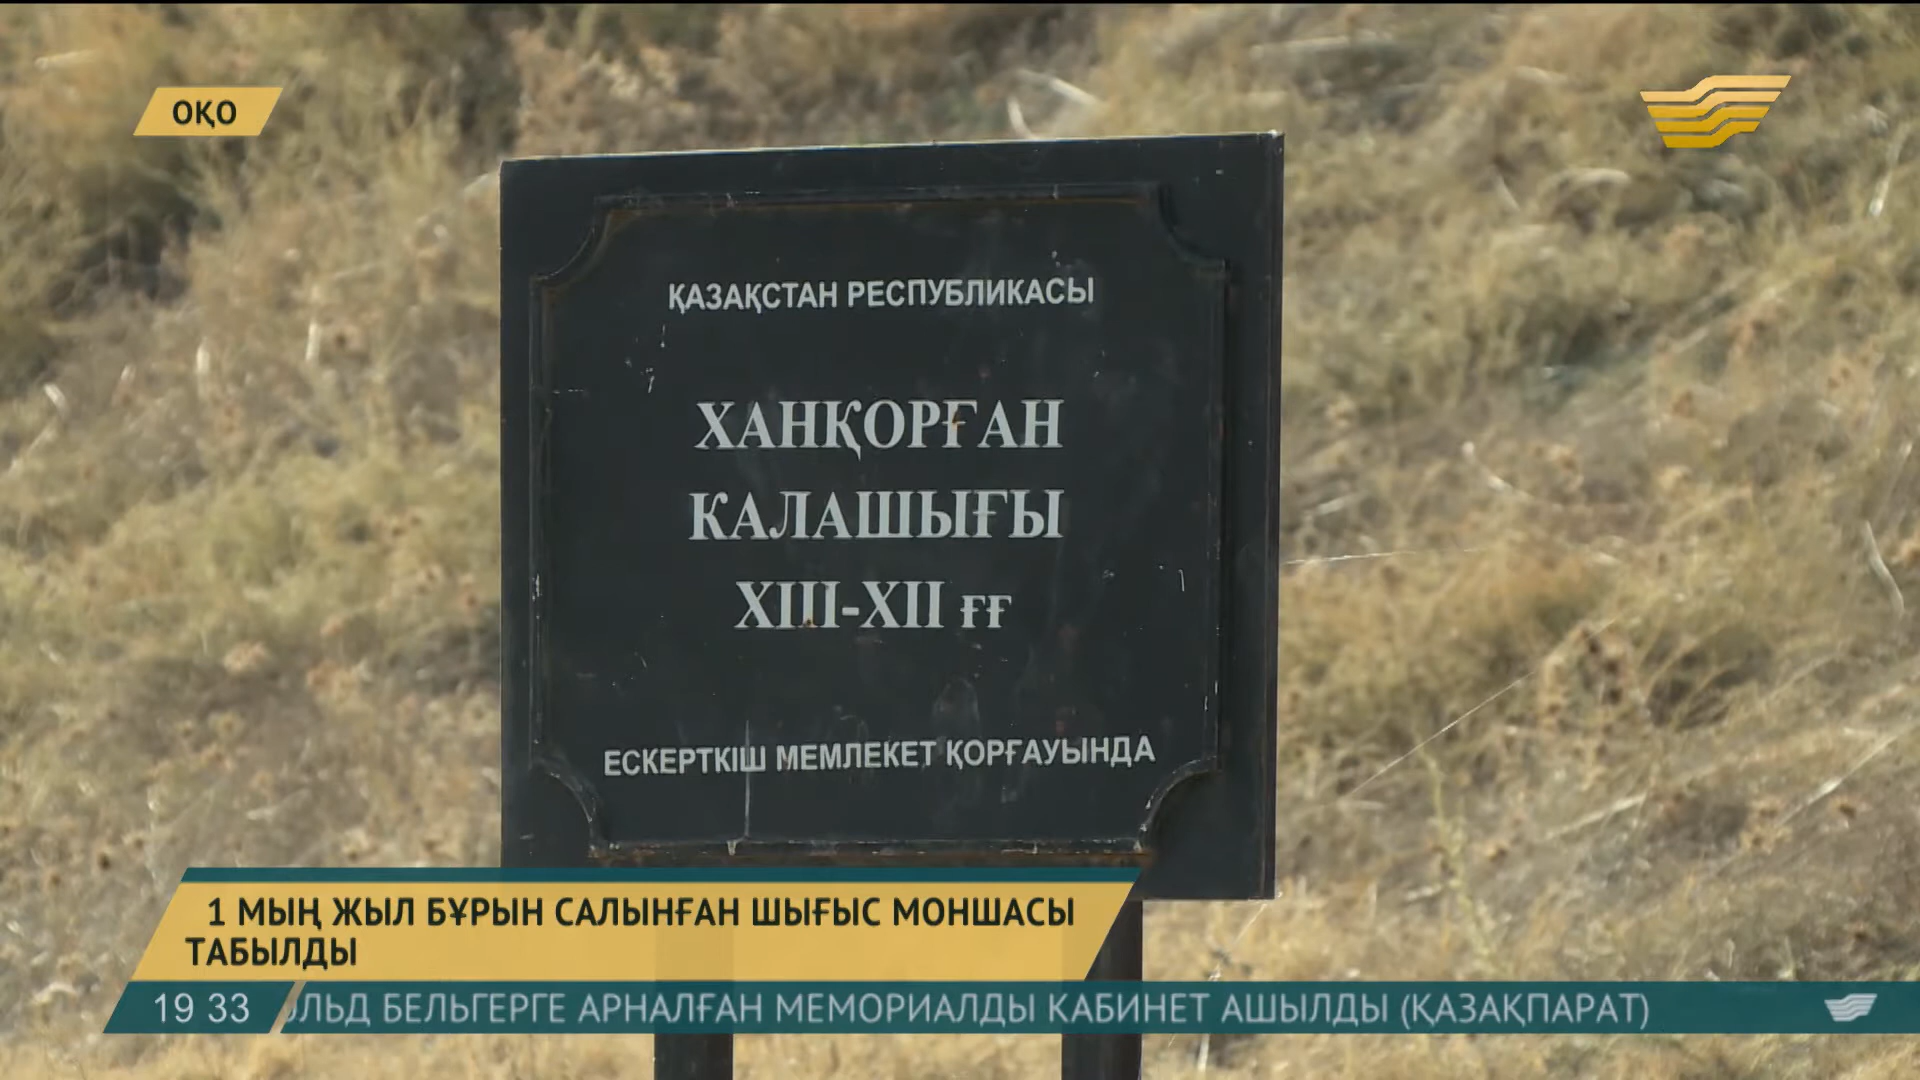 ОҚО
ҚАЗАҚСТАН РЕСПУБЛИКАСЫ
ХАНҚОРҒАН
КАЛАШЫҒЫ
XIII-XII ғғ
ЕСКЕРТКІШ МЕМЛЕКЕТ ҚОРҒАУЫНДА
1 МЫҢ ЖЫЛ БҰРЫН САЛЫНҒАН ШЫҒЫС МОНШАСЫ
ТАБЫЛДЫ
19 33 ОЛЬД БЕЛЬГЕРГЕ АРНАЛҒАН МЕМОРИАЛДЫ КАБИНЕТ АШЫЛДЫ (ҚАЗАҚПАРАТ)